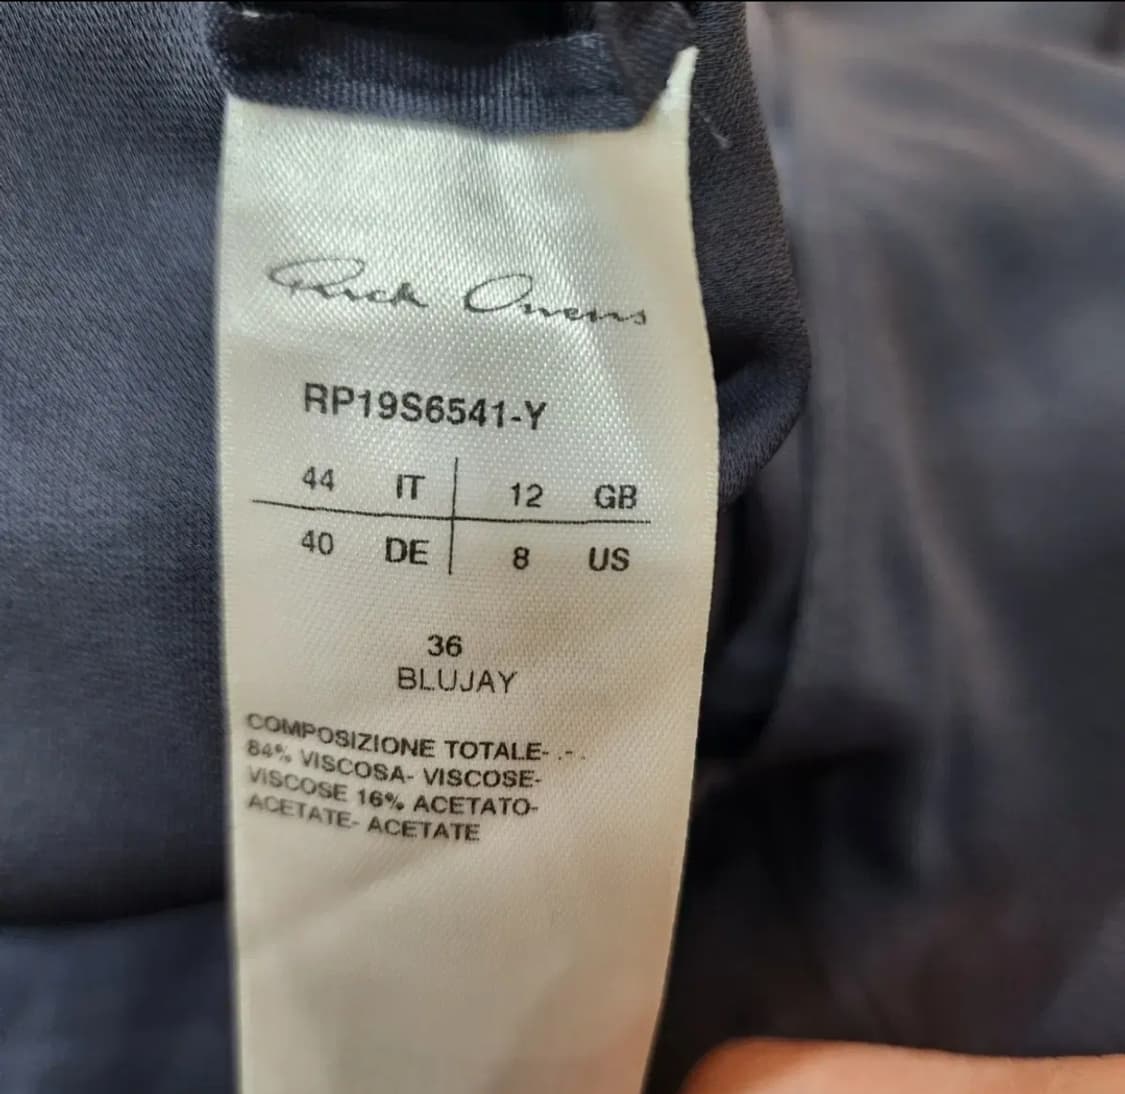 Rick Owens
RP19S6541-Y
44 IT 12 GB
40 DE 8 US
36
BLUJAY
COMPOSIZIONE TOTALE- .-.
84% VISCOSA- VISCOSE-
VISCOSE 16% ACETATO-
ACETATE- ACETATE